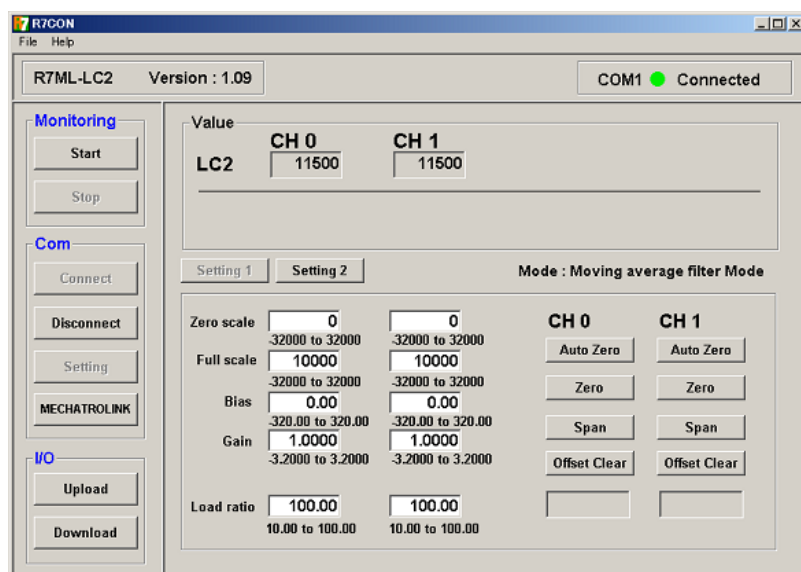 R7 R7CON
File Help
R7ML-LC2 Version : 1.09
COM1 Connected
Monitoring
Start
Stop
Com
Connect
Disconnect
Setting
MECHATROLINK
I/O
Upload
Download
Value
CH 0 CH 1
LC2 11500 11500
Setting 1 Setting 2 Mode : Moving average filter Mode
Zero scale 0 0
-32000 to 32000 -32000 to 32000
Full scale 10000 10000
-32000 to 32000 -32000 to 32000
Bias 0.00 0.00
-320.00 to 320.00 -320.00 to 320.00
Gain 1.0000 1.0000
-3.2000 to 3.2000 -3.2000 to 3.2000
Load ratio 100.00 100.00
10.00 to 100.00 10.00 to 100.00
CH 0 CH 1
Auto Zero Auto Zero
Zero Zero
Span Span
Offset Clear Offset Clear